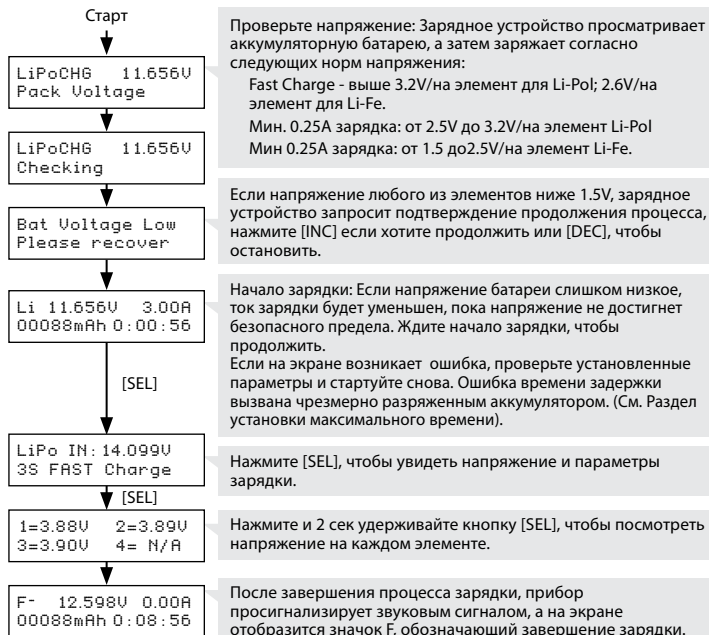 Старт
LiPoCHG 11.656V
Pack Voltage
Проверьте напряжение: Зарядное устройство просматривает
аккумуляторную батарею, а затем заряжает согласно
следующих норм напряжения:
Fast Charge - выше 3.2V/на элемент для Li-Pol; 2.6V/на
элемент для Li-Fe.
Мин. 0.25A зарядка: от 2.5V до 3.2V/на элемент Li-Pol
Мин 0.25A зарядка: от 1.5 до2.5V/на элемент Li-Fe.
LiPoCHG 11.656V
Checking
Bat Voltage Low
Please recover
Если напряжение любого из элементов ниже 1.5V, зарядное
устройство запросит подтверждение продолжения процесса,
нажмите [INC] если хотите продолжить или [DEC], чтобы
остановить.
Li 11.656V 3.00A
00088mAh 0:00:56
Начало зарядки: Если напряжение батареи слишком низкое,
ток зарядки будет уменьшен, пока напряжение не достигнет
безопасного предела. Ждите начало зарядки, чтобы
продолжить.
Если на экране возникает ошибка, проверьте установленные
параметры и стартуйте снова. Ошибка времени задержки
вызвана чрезмерно разряженным аккумулятором. (См. Раздел
установки максимального времени).
[SEL]
LiPo IN:14.099V
3S FAST Charge
Нажмите [SEL], чтобы увидеть напряжение и параметры
зарядки.
[SEL]
1=3.88V 2=3.89V
3=3.90V 4= N/A
Нажмите и 2 сек удерживайте кнопку [SEL], чтобы посмотреть
напряжение на каждом элементе.
F- 12.598V 0.00A
00088mAh 0:08:56
После завершения процесса зарядки, прибор
просигнализирует звуковым сигналом, а на экране
отобразится значок F, обозначающий завершение зарядки.